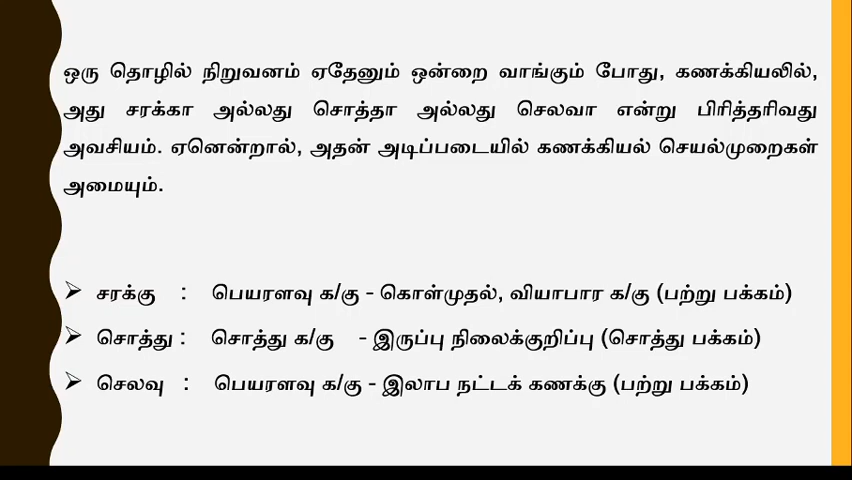 ஒரு தொழில் நிறுவனம் ஏதேனும் ஒன்றை வாங்கும் போது, கணக்கியலில்,
அது சரக்கா அல்லது சொத்தா அல்லது செலவா என்று பிரித்தரிவது
அவசியம். ஏனென்றால், அதன் அடிப்படையில் கணக்கியல் செயல்முறைகள்
அமையும்.
➢ சரக்கு : பெயரளவு க/கு - கொள்முதல், வியாபார க/கு (பற்று பக்கம்)
➢ சொத்து : சொத்து க/கு - இருப்பு நிலைக்குறிப்பு (சொத்து பக்கம்)
➢ செலவு : பெயரளவு க/கு - இலாப நட்டக் கணக்கு (பற்று பக்கம்)